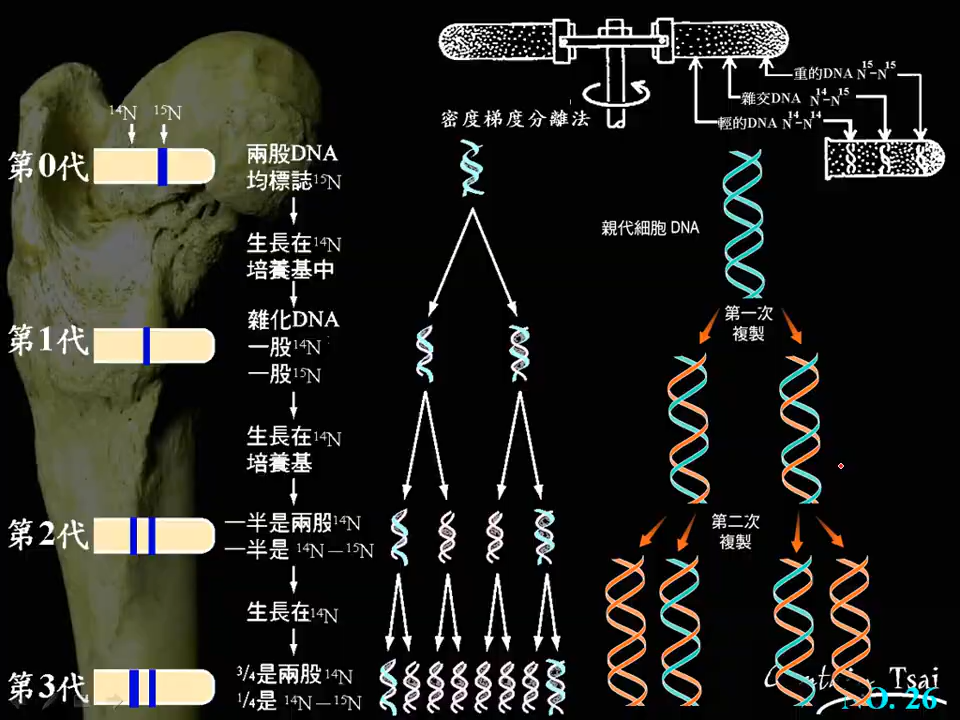 重的DNA N15-N15
雜交DNA N14-N15
輕的DNA N14-N14
密度梯度分離法
14N 15N
第0代
兩股DNA
均標誌15N
生長在14N
培養基中
親代細胞 DNA
第1代
雜化DNA
一股14N
一股15N
第一次
複製
生長在14N
培養基
第2代
一半是兩股14N
一半是 14N—15N
第二次
複製
生長在14N
第3代
3/4是兩股14N
1/4是 14N—15N
Tsai
NO. 26